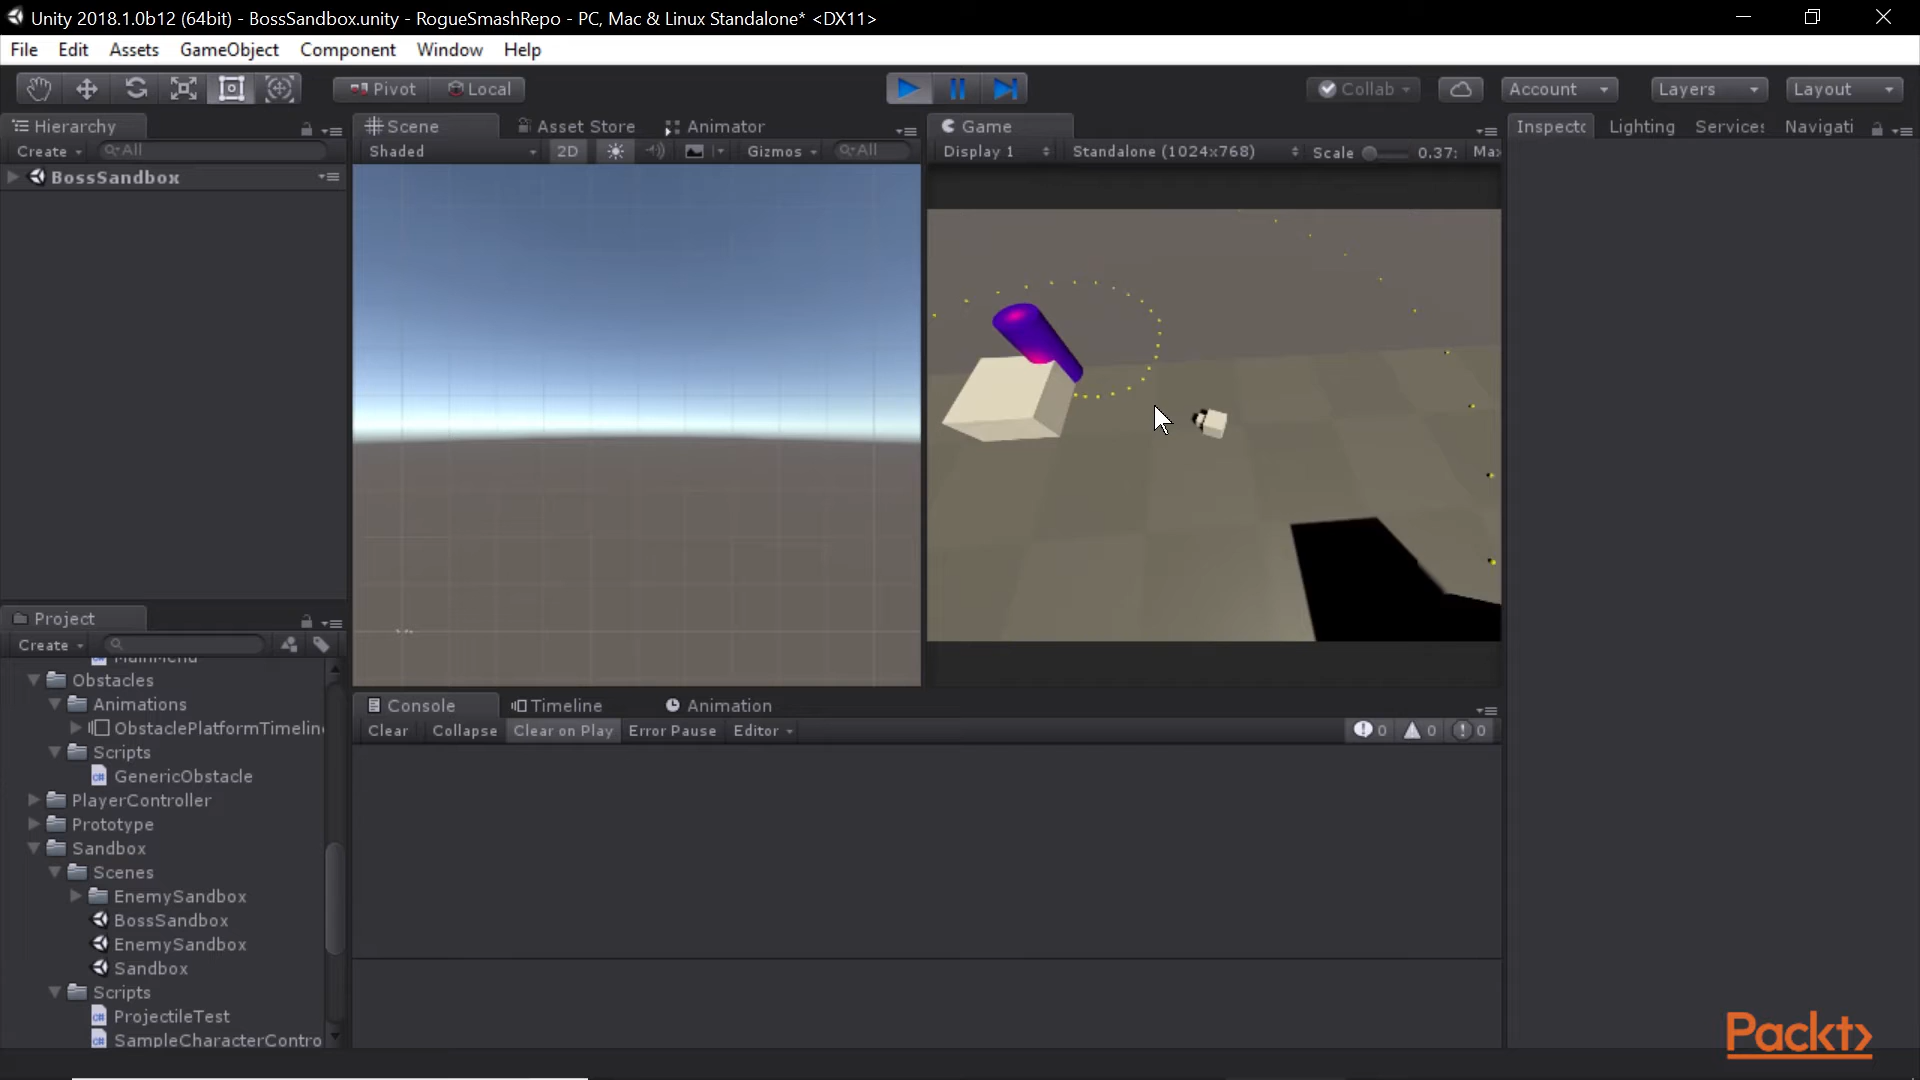 Unity 2018.1.0b12 (64bit) - BossSandbox.unity - RogueSmashRepo - PC, Mac & Linux Standalone* <DX11>
File Edit Assets GameObject Component Window Help
Pivot Local Collab Account Layers Layout
Hierarchy Scene Asset Store Animator Game Inspecto Lighting Services Navigati
Create All Shaded 2D Gizmos All Display 1 Standalone (1024x768) Scale 0.37: Max
BossSandbox
Project
Create
MainMenu
Obstacles
Animations
ObstaclePlatformTimeline
Scripts
GenericObstacle
PlayerController
Prototype
Sandbox
Scenes
EnemySandbox
BossSandbox
EnemySandbox
Sandbox
Scripts
ProjectileTest
SampleCharacterContro
Console Timeline Animation
Clear Collapse Clear on Play Error Pause Editor 0 0 0
Packt>